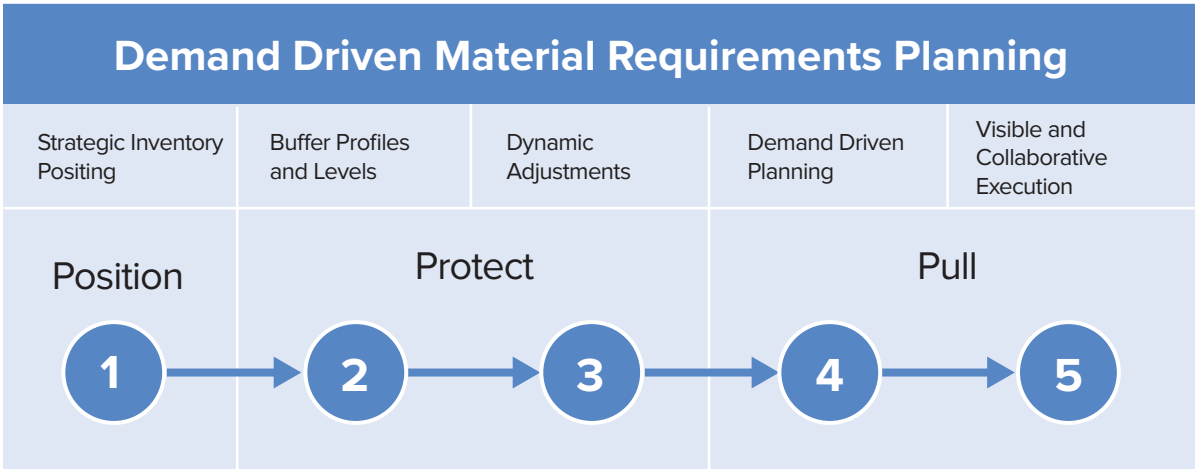 Demand Driven Material Requirements Planning
Strategic Inventory
Positing
Buffer Profiles
and Levels
Dynamic
Adjustments
Demand Driven
Planning
Visible and
Collaborative
Execution
Position
Protect
Pull
1
2
3
4
5